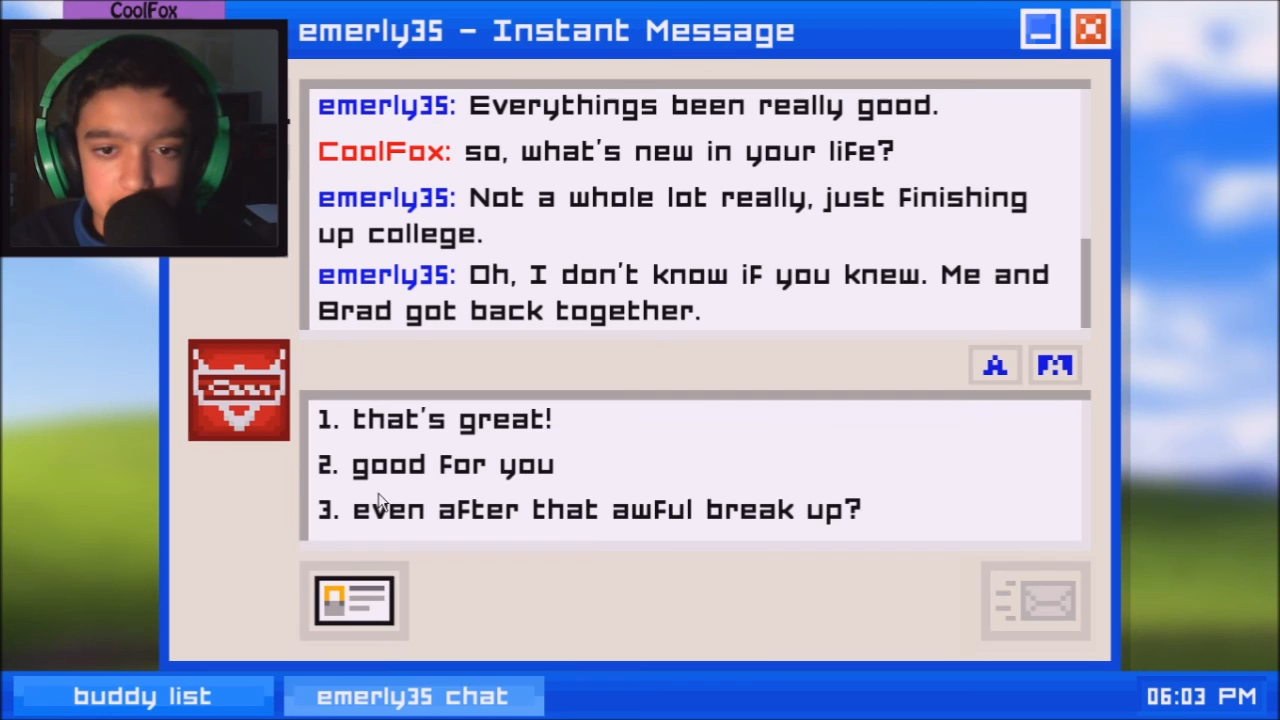 CoolFox
emerly35 - Instant Message
emerly35: Everythings been really good.
CoolFox: so, what's new in your life?
emerly35: Not a whole lot really, just finishing
up college.
emerly35: Oh, I don't know if you knew. Me and
Brad got back together.
A
1. that's great!
2. good for you
3. even after that awful break up?
buddy list
emerly35 chat
06:03 PM